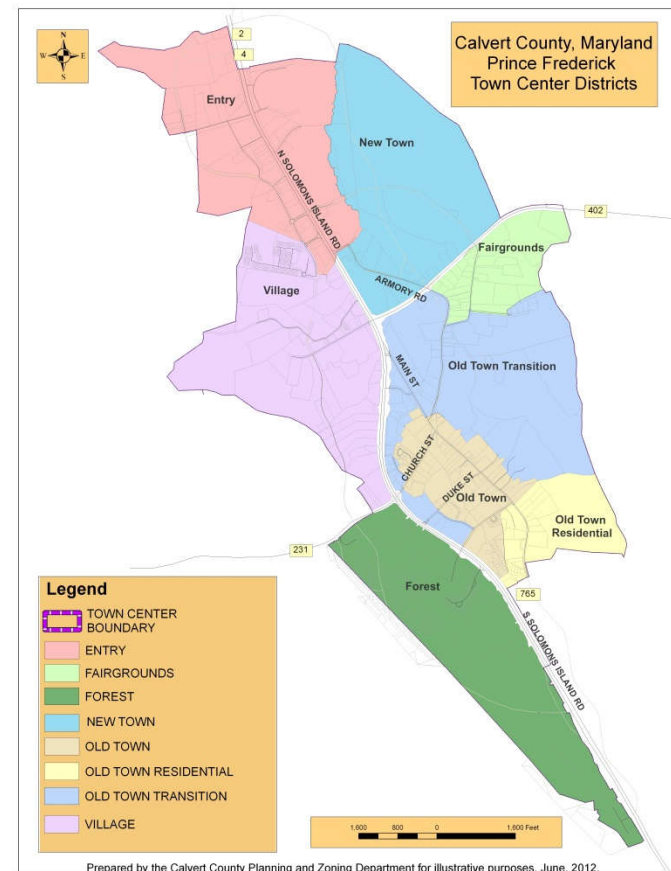 Calvert County, Maryland
Prince Frederick
Town Center Districts
N
W E
S
2
4
Entry
New Town
N SOLOMONS ISLAND RD
402
Fairgrounds
Village
ARMORY RD
MAIN ST
Old Town Transition
CHURCH ST
DUKE ST
Old Town
Old Town
Residential
231
Forest
765
S SOLOMONS ISLAND RD
Legend
TOWN CENTER
BOUNDARY
ENTRY
FAIRGROUNDS
FOREST
NEW TOWN
OLD TOWN
OLD TOWN RESIDENTIAL
OLD TOWN TRANSITION
VILLAGE
1,600 800 0 1,600 Feet
Prepared by the Calvert County Planning and Zoning Department for illustrative purposes, June, 2012.